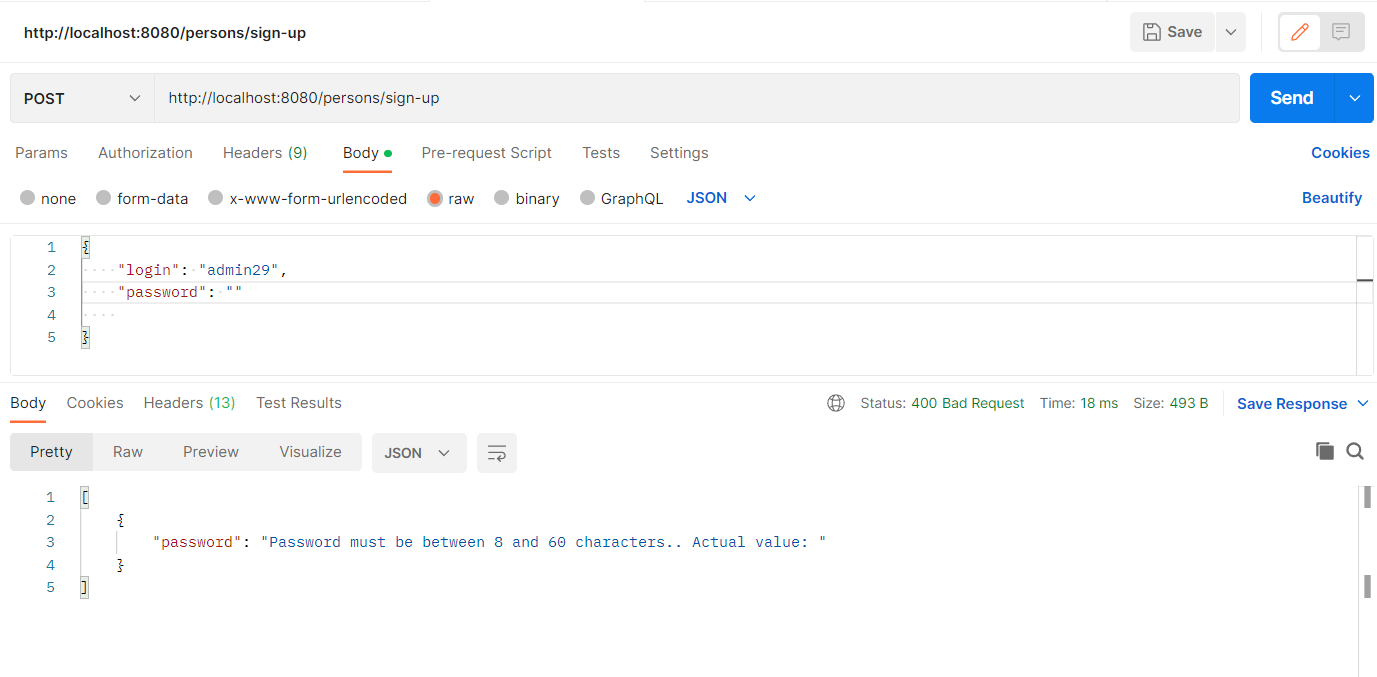 http://localhost:8080/persons/sign-up Save
POST http://localhost:8080/persons/sign-up Send
Params Authorization Headers (9) Body Pre-request Script Tests Settings Cookies
none form-data x-www-form-urlencoded raw binary GraphQL JSON Beautify
1 {
2 "login": "admin29",
3 "password": ""
4
5 }
Body Cookies Headers (13) Test Results Status: 400 Bad Request Time: 18 ms Size: 493 B Save Response
Pretty Raw Preview Visualize JSON
1 [
2 {
3 "password": "Password must be between 8 and 60 characters.. Actual value: "
4 }
5 ]